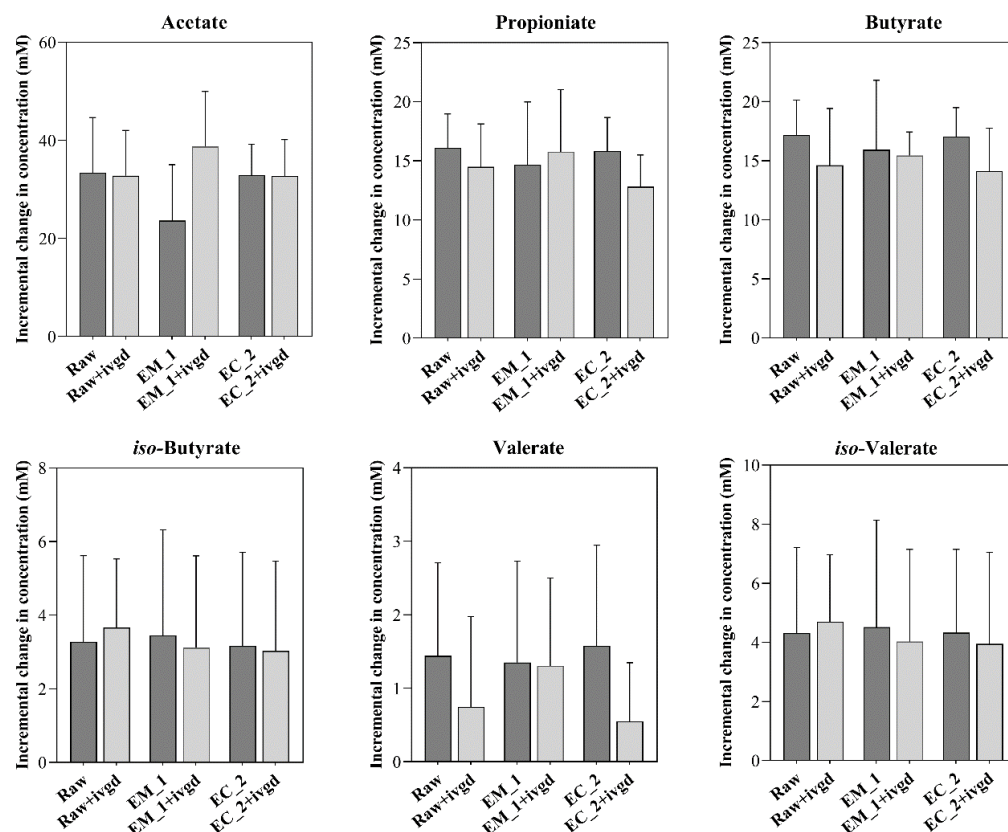 Acetate
Incremental change in concentration (mM)
60
40
20
0
Raw
Raw+ivgd
EM_1
EM_1+ivgd
EC_2
EC_2+ivgd
Propioniate
Incremental change in concentration (mM)
25
20
15
10
5
0
Raw
Raw+ivgd
EM_1
EM_1+ivgd
EC_2
EC_2+ivgd
Butyrate
Incremental change in concentration (mM)
25
20
15
10
5
0
Raw
Raw+ivgd
EM_1
EM_1+ivgd
EC_2
EC_2+ivgd
iso-Butyrate
Incremental change in concentration (mM)
8
6
4
2
0
Raw
Raw+ivgd
EM_1
EM_1+ivgd
EC_2
EC_2+ivgd
Valerate
Incremental change in concentration (mM)
4
3
2
1
0
Raw
Raw+ivgd
EM_1
EM_1+ivgd
EC_2
EC_2+ivgd
iso-Valerate
Incremental change in concentration (mM)
10
8
6
4
2
0
Raw
Raw+ivgd
EM_1
EM_1+ivgd
EC_2
EC_2+ivgd